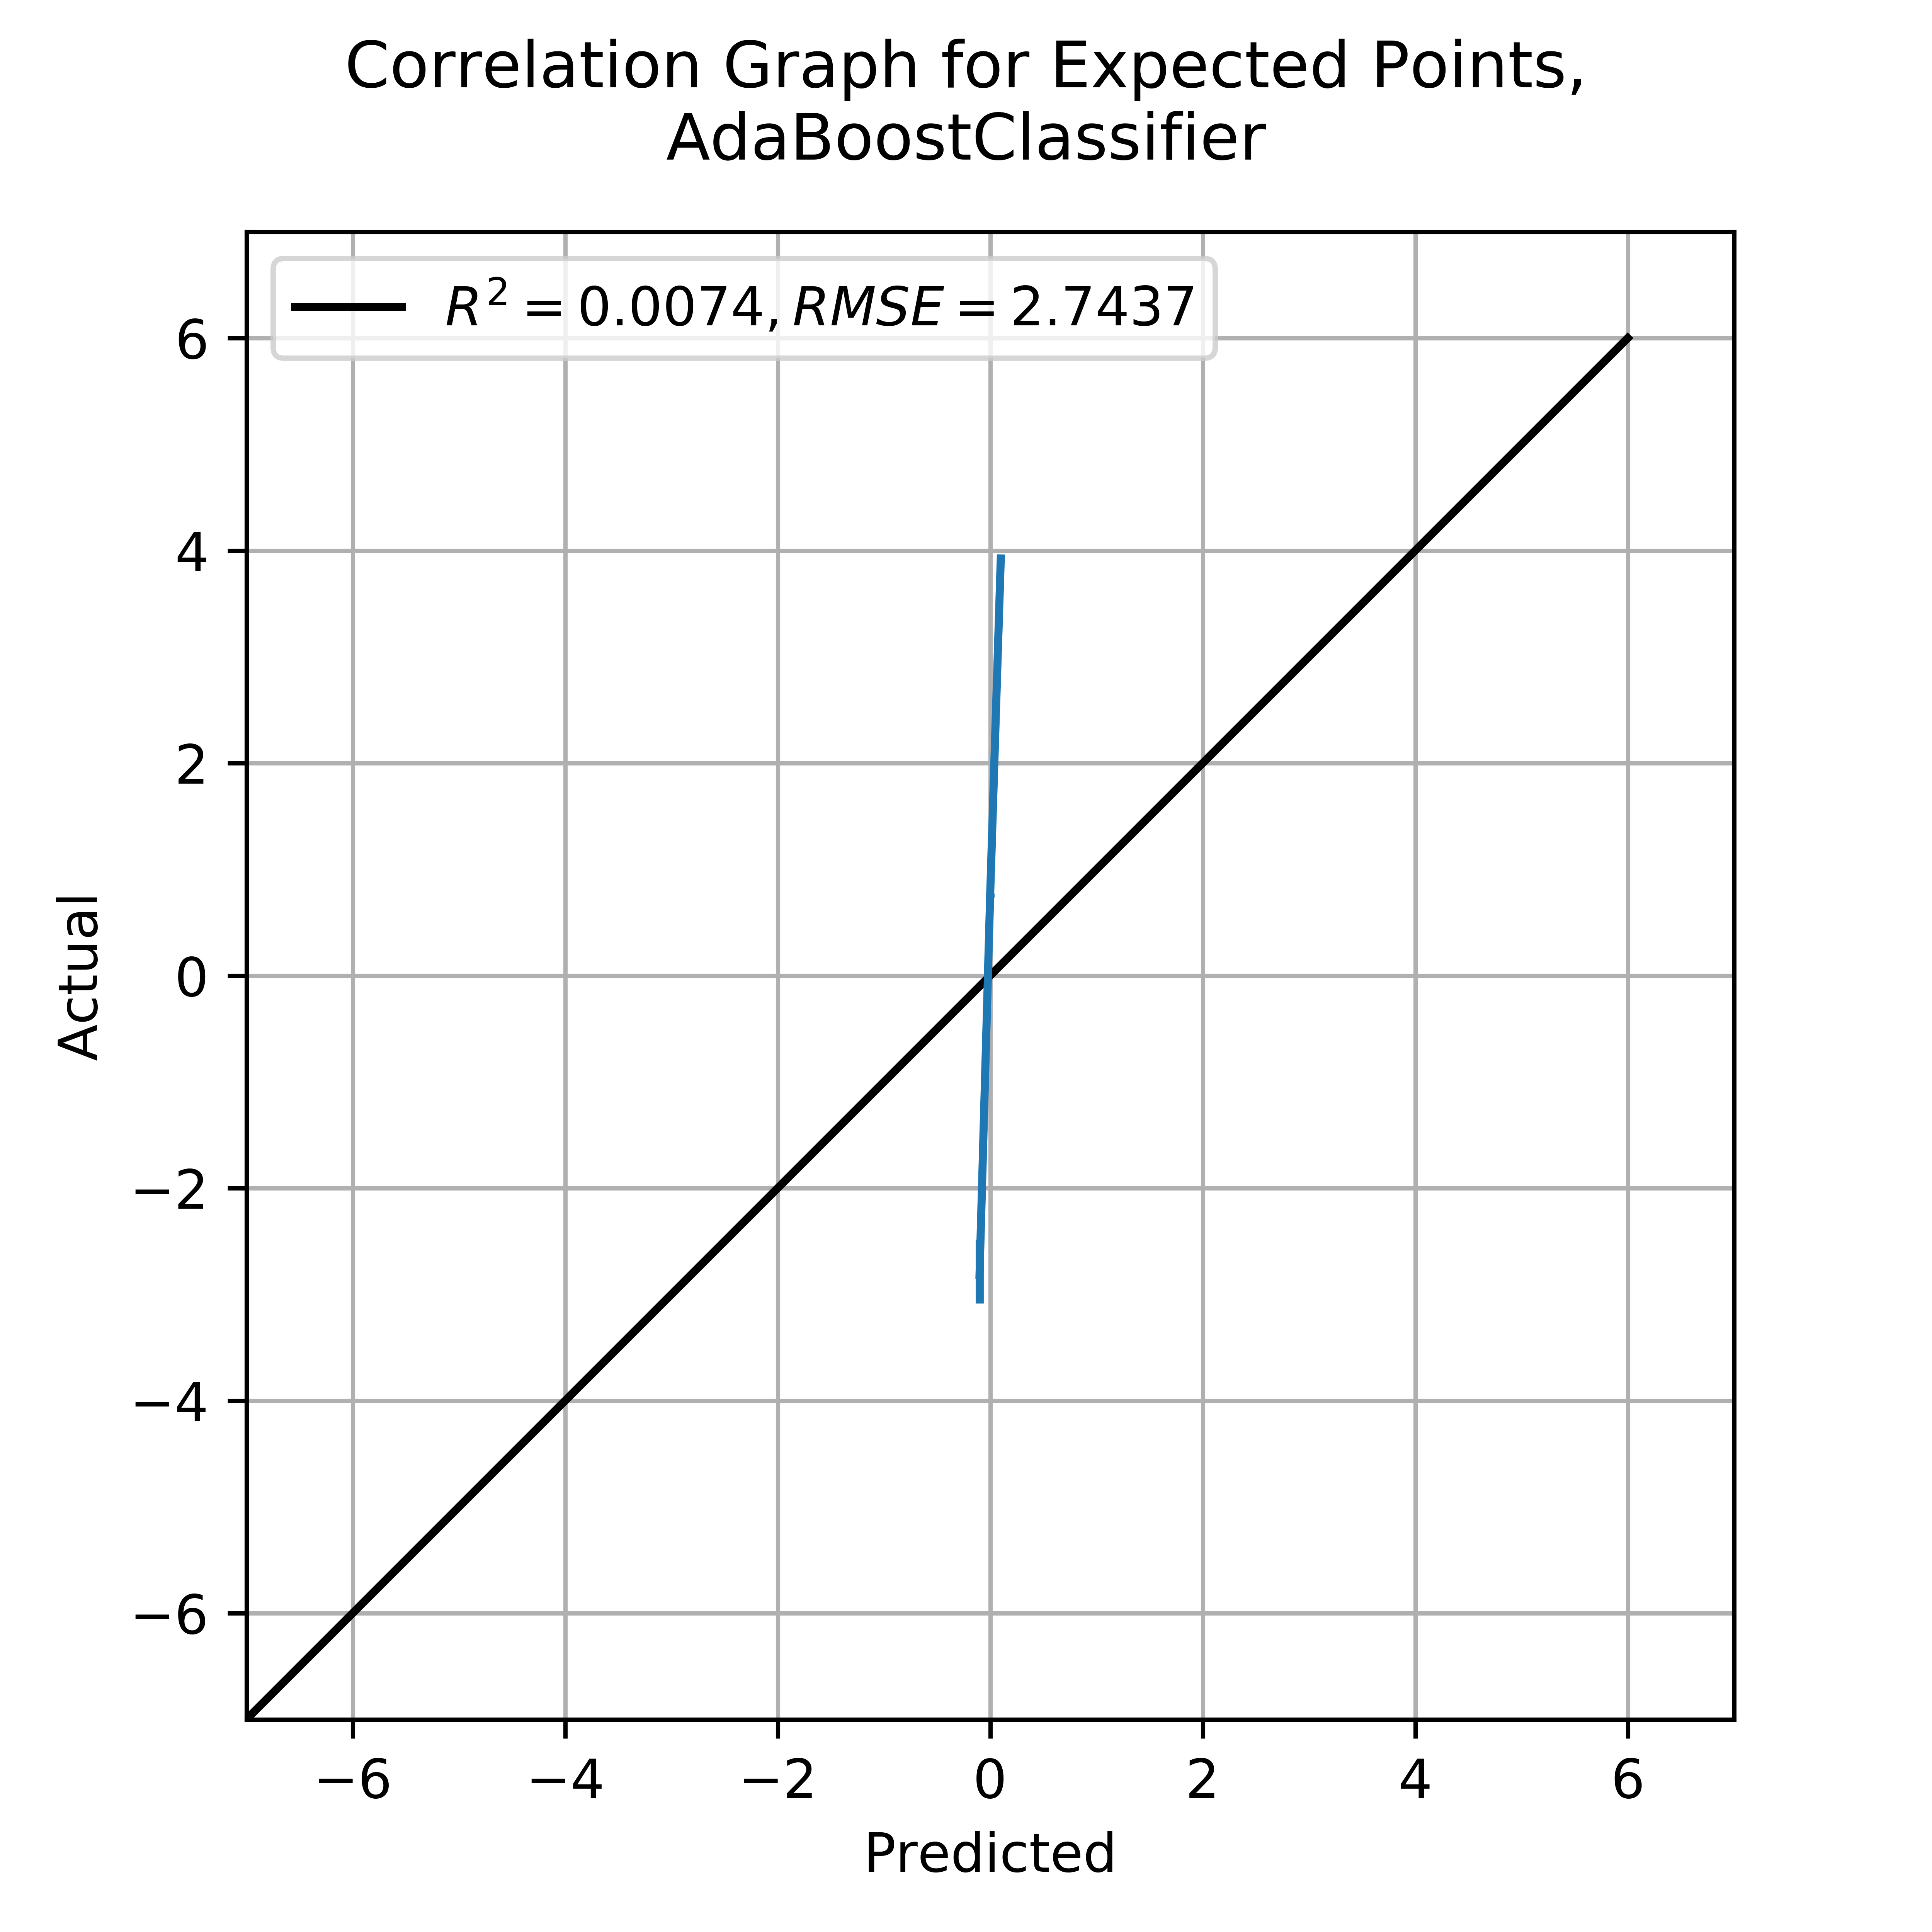 Correlation Graph for Expected Points,
AdaBoostClassifier
R² = 0.0074, RMSE = 2.7437
6
4
2
0
−2
−4
−6
Actual
−6 −4 −2 0 2 4 6
Predicted